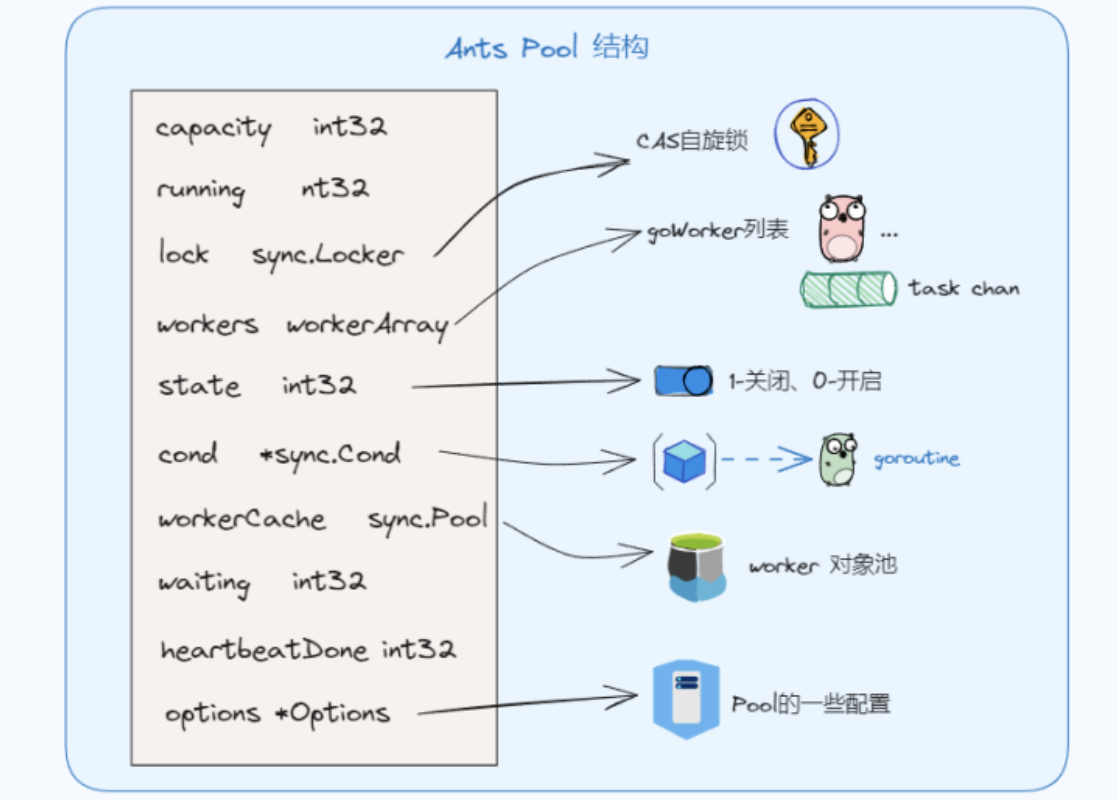 Ants Pool 结构
capacity int32
running nt32
lock sync.Locker
workers workerArray
state int32
cond *sync.Cond
workerCache sync.Pool
waiting int32
heartbeatDone int32
options *Options
CAS自旋锁
goWorker列表 ...
task chan
1-关闭、0-开启
goroutine
worker 对象池
Pool的一些配置